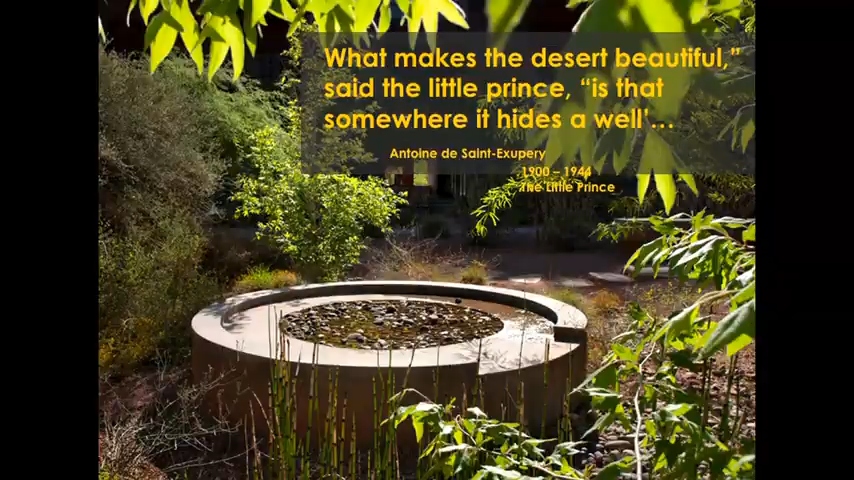 What makes the desert beautiful,”
said the little prince, “is that
somewhere it hides a well’...
Antoine de Saint-Exupery
1900 – 1944
The Little Prince